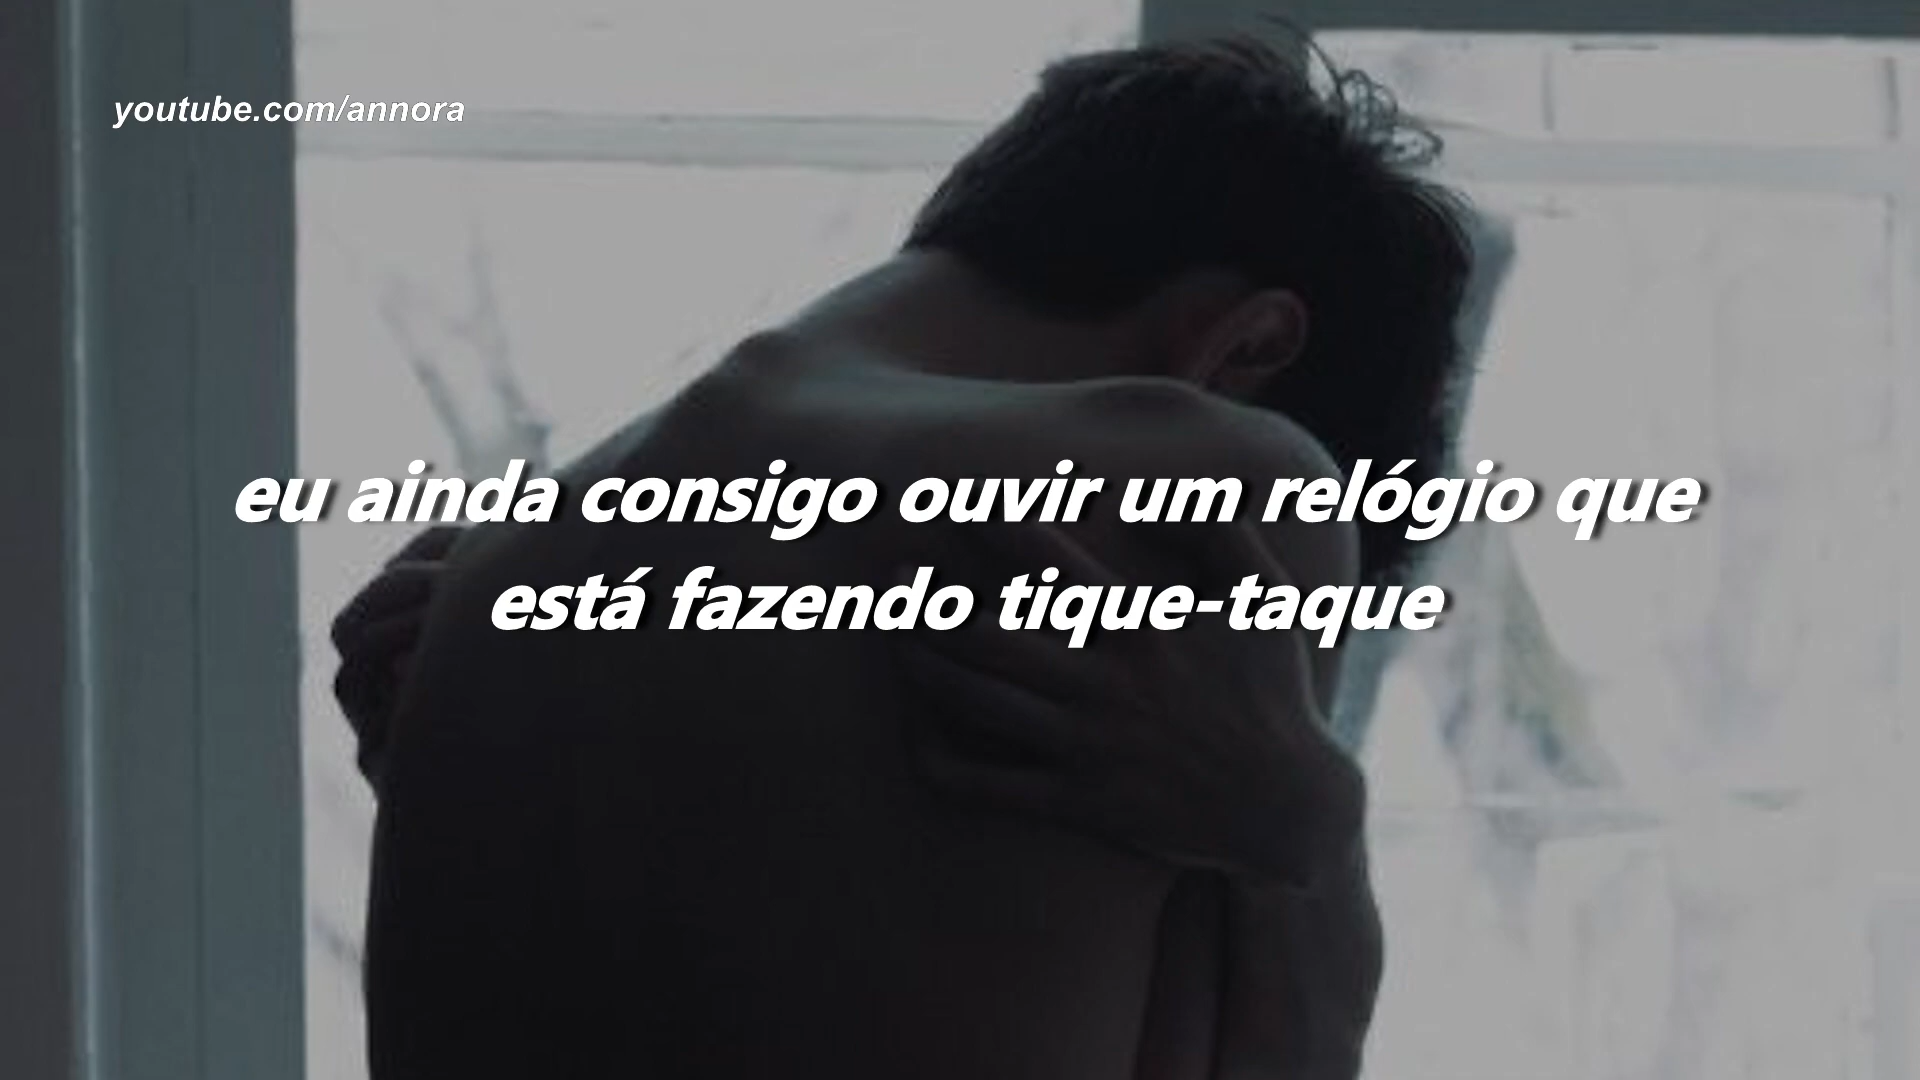 youtube.com/annora
eu ainda consigo ouvir um relógio que
está fazendo tique-taque